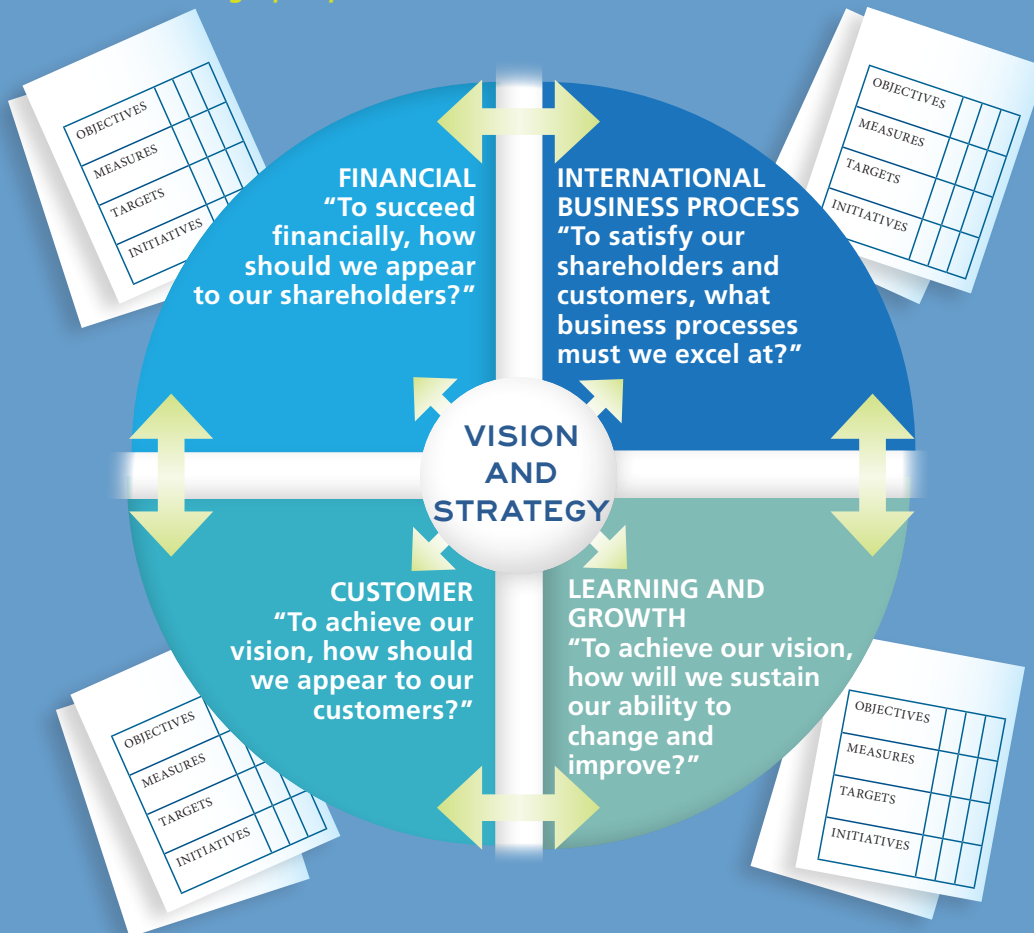 OBJECTIVES
MEASURES
TARGETS
INITIATIVES
FINANCIAL
“To succeed
financially, how
should we appear
to our shareholders?”
INTERNATIONAL
BUSINESS PROCESS
“To satisfy our
shareholders and
customers, what
business processes
must we excel at?”
OBJECTIVES
MEASURES
TARGETS
INITIATIVES
VISION
AND
STRATEGY
CUSTOMER
“To achieve our
vision, how should
we appear to our
customers?”
LEARNING AND
GROWTH
“To achieve our vision,
how will we sustain
our ability to
change and
improve?”
OBJECTIVES
MEASURES
TARGETS
INITIATIVES
OBJECTIVES
MEASURES
TARGETS
INITIATIVES